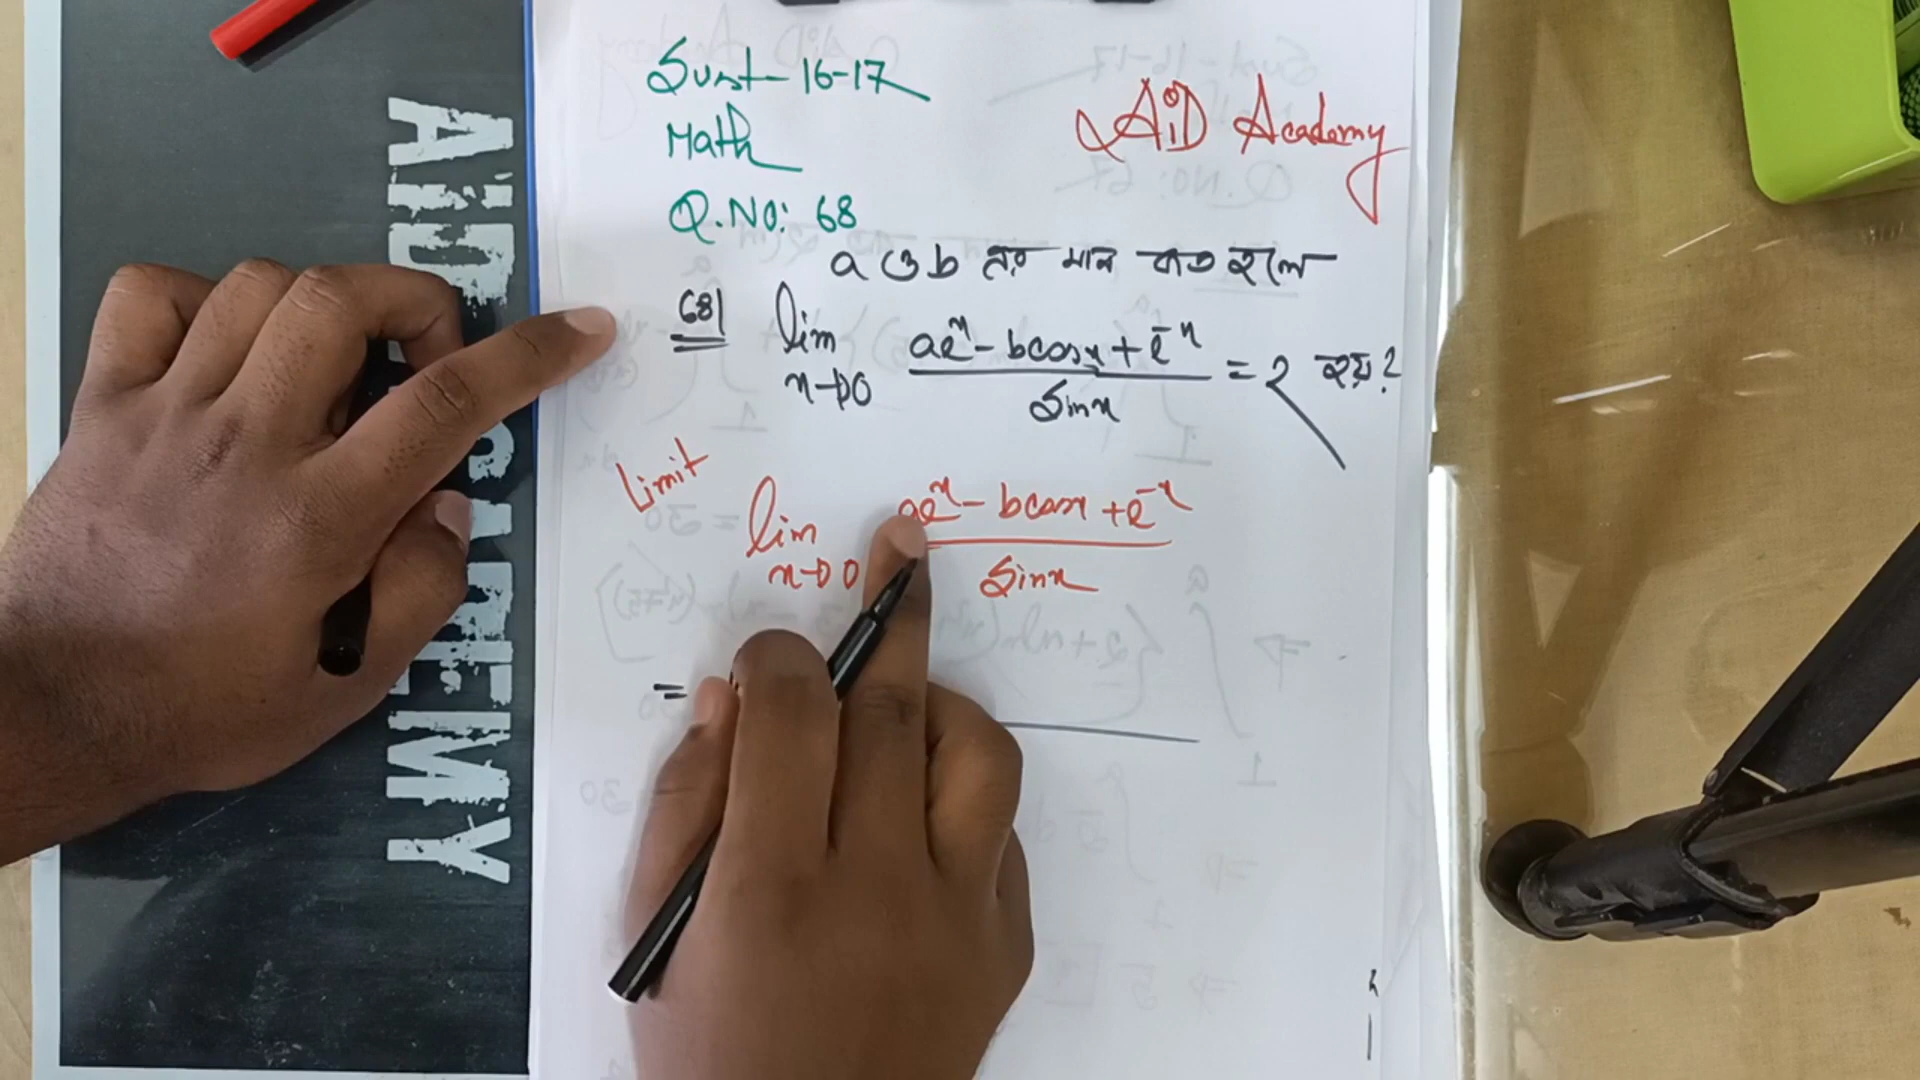 Sust-16-17
Math
Q.NO: 68
AiD Academy
a ও b এর মান কত হলে
68| lim x→0 (ae^x - bcosx + e^-x) / Sinx = 2 হয়?
Limit
lim x→0 (ae^x - bcosx + e^-x) / Sinx
=
AID ACADEMY